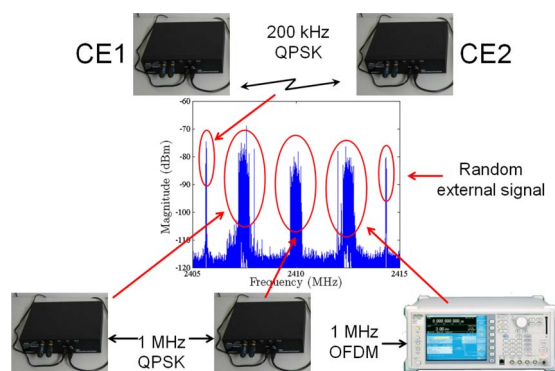 CE1
200 kHz
QPSK
CE2
-60
-70
-80
-90
-100
-110
-120
Magnitude (dBm)
2405
2410
2415
Frequency (MHz)
Random
external signal
1 MHz
QPSK
1 MHz
OFDM